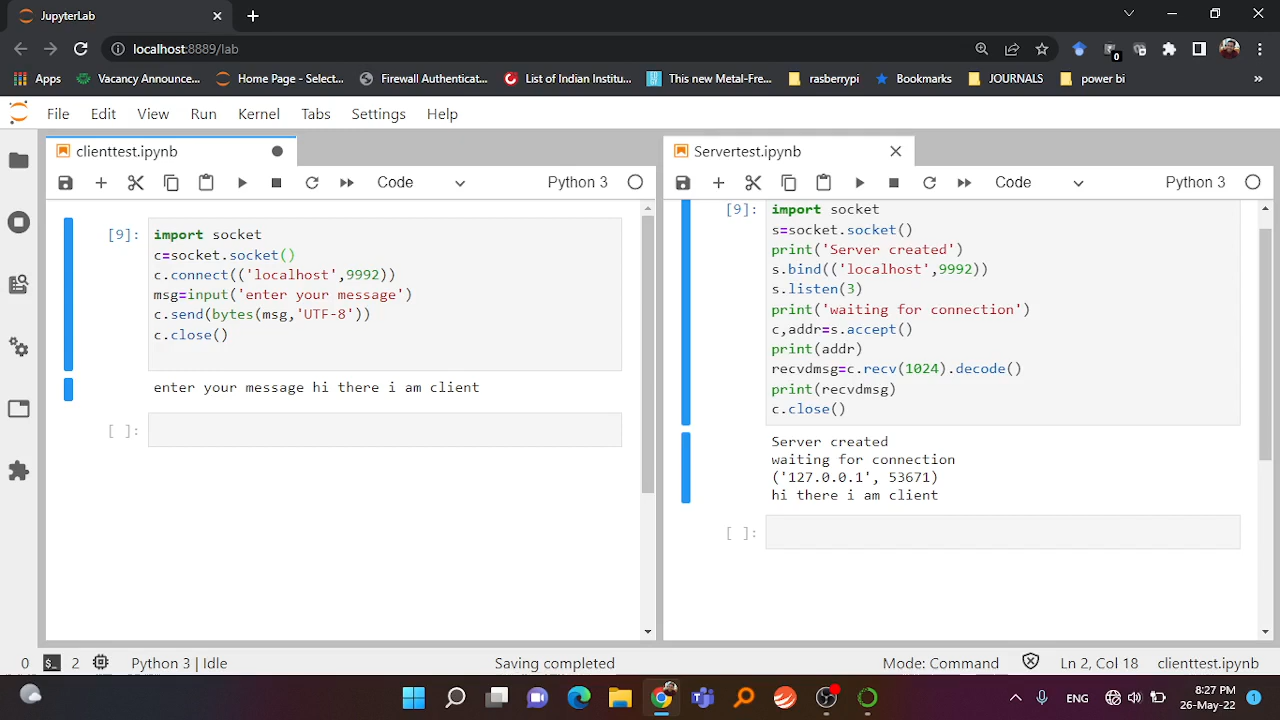 JupyterLab
localhost:8889/lab
0
Apps
Vacancy Announce...
Home Page - Select...
Firewall Authenticat...
List of Indian Institu...
This new Metal-Fre...
rasberrypi
Bookmarks
JOURNALS
power bi
»
File Edit View Run Kernel Tabs Settings Help
clienttest.ipynb
Code
Python 3
[9]:
import socket
c=socket.socket()
c.connect(('localhost',9992))
msg=input('enter your message')
c.send(bytes(msg,'UTF-8'))
c.close()
enter your message hi there i am client
[ ]:
Servertest.ipynb
Code
Python 3
[9]:
import socket
s=socket.socket()
print('Server created')
s.bind(('localhost',9992))
s.listen(3)
print('waiting for connection')
c,addr=s.accept()
print(addr)
recvdmsg=c.recv(1024).decode()
print(recvdmsg)
c.close()
Server created
waiting for connection
('127.0.0.1', 53671)
hi there i am client
[ ]:
0 $_ 2 Python 3 | Idle Saving completed Mode: Command Ln 2, Col 18 clienttest.ipynb
ENG
8:27 PM
26-May-22
1